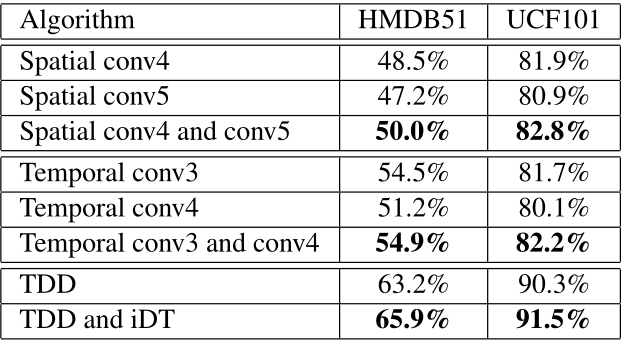 Algorithm HMDB51 UCF101
Spatial conv4 48.5% 81.9%
Spatial conv5 47.2% 80.9%
Spatial conv4 and conv5 50.0% 82.8%
Temporal conv3 54.5% 81.7%
Temporal conv4 51.2% 80.1%
Temporal conv3 and conv4 54.9% 82.2%
TDD 63.2% 90.3%
TDD and iDT 65.9% 91.5%